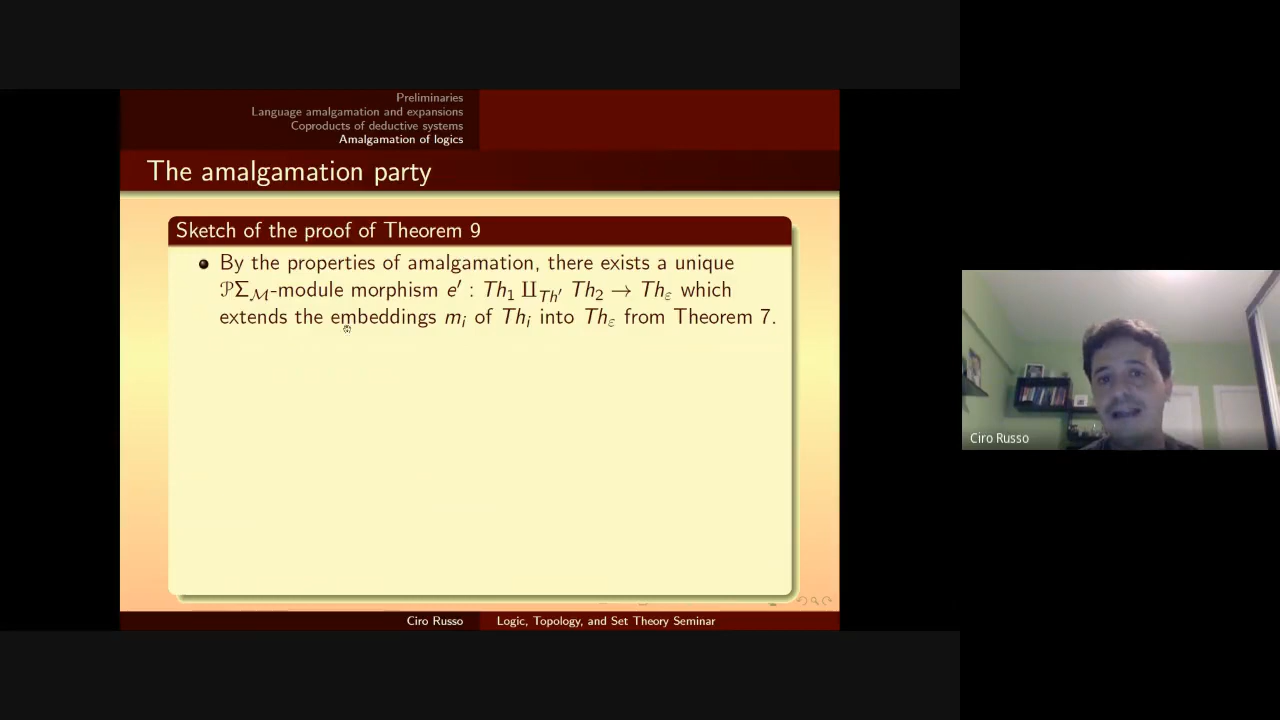 Preliminaries
Language amalgamation and expansions
Coproducts of deductive systems
Amalgamation of logics
The amalgamation party
Sketch of the proof of Theorem 9
By the properties of amalgamation, there exists a unique
𝒫Σ_ℳ-module morphism e′ : Th₁ ∐_{Th′} Th₂ → Th_ε which
extends the embeddings m_i of Th_i into Th_ε from Theorem 7.
Ciro Russo
Ciro Russo Logic, Topology, and Set Theory Seminar